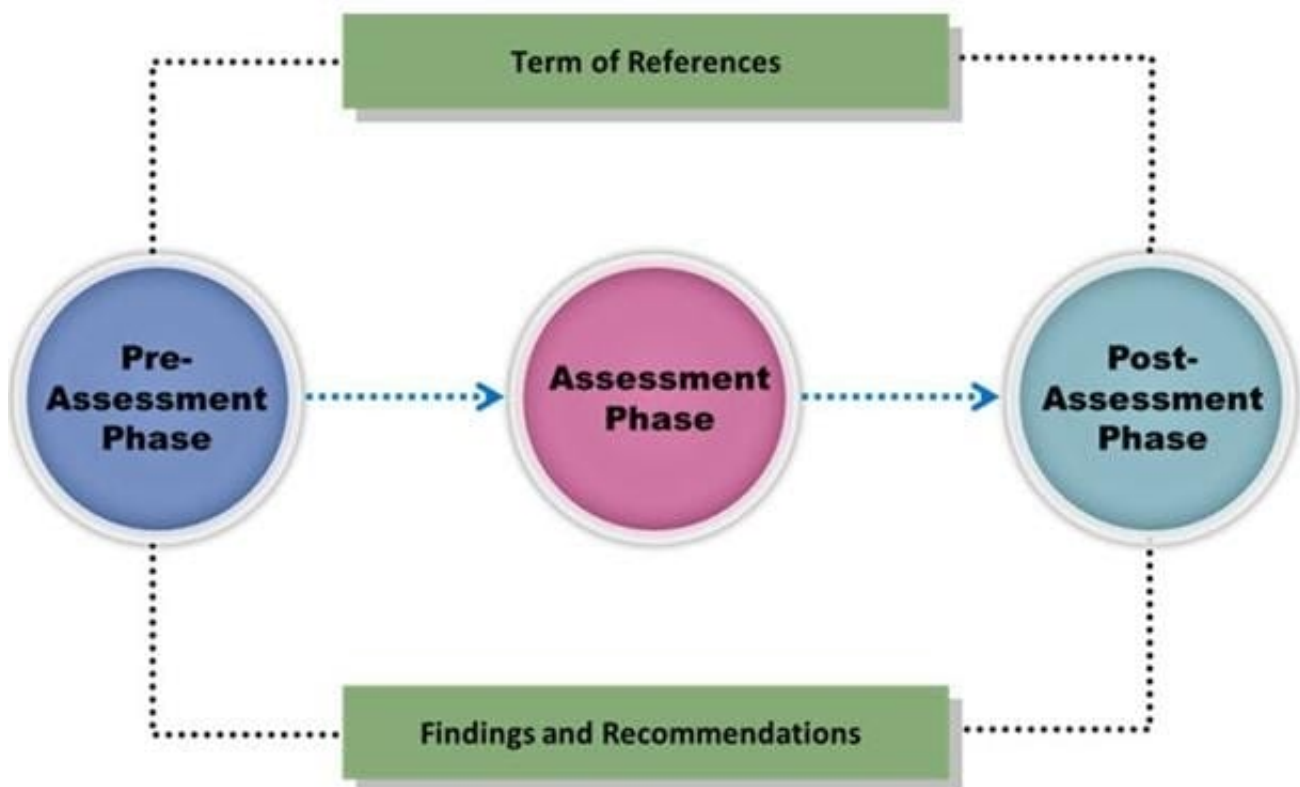 Term of References
Pre-
Assessment
Phase
Assessment
Phase
Post-
Assessment
Phase
Findings and Recommendations